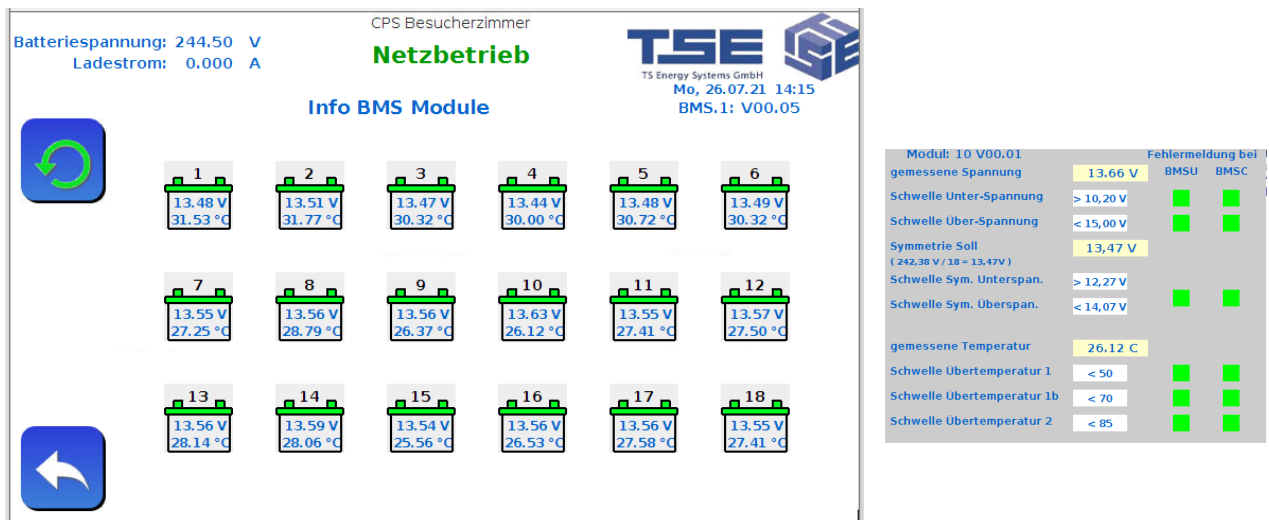 CPS Besucherzimmer
Batteriespannung: 244.50 V
Ladestrom: 0.000 A
Netzbetrieb
TSE
TS Energy Systems GmbH
TSE
Mo, 26.07.21 14:15
Info BMS Module
BMS.1: V00.05
1 2 3 4 5 6
13.48 V 13.51 V 13.47 V 13.44 V 13.48 V 13.49 V
31.53 °C 31.77 °C 30.32 °C 30.00 °C 30.72 °C 30.32 °C
7 8 9 10 11 12
13.55 V 13.56 V 13.56 V 13.63 V 13.55 V 13.57 V
27.25 °C 28.79 °C 26.37 °C 26.12 °C 27.41 °C 27.50 °C
13 14 15 16 17 18
13.56 V 13.59 V 13.54 V 13.56 V 13.56 V 13.55 V
28.14 °C 28.06 °C 25.56 °C 26.53 °C 27.58 °C 27.41 °C
Modul: 10 V00.01 Fehlermeldung bei
gemessene Spannung 13.66 V BMSU BMSC
Schwelle Unter-Spannung > 10,20 V
Schwelle Über-Spannung < 15,00 V
Symmetrie Soll 13,47 V
( 242,38 V / 18 = 13,47V )
Schwelle Sym. Unterspan. > 12,27 V
Schwelle Sym. Überspan. < 14,07 V
gemessene Temperatur 26.12 C
Schwelle Übertemperatur 1 < 50
Schwelle Übertemperatur 1b < 70
Schwelle Übertemperatur 2 < 85